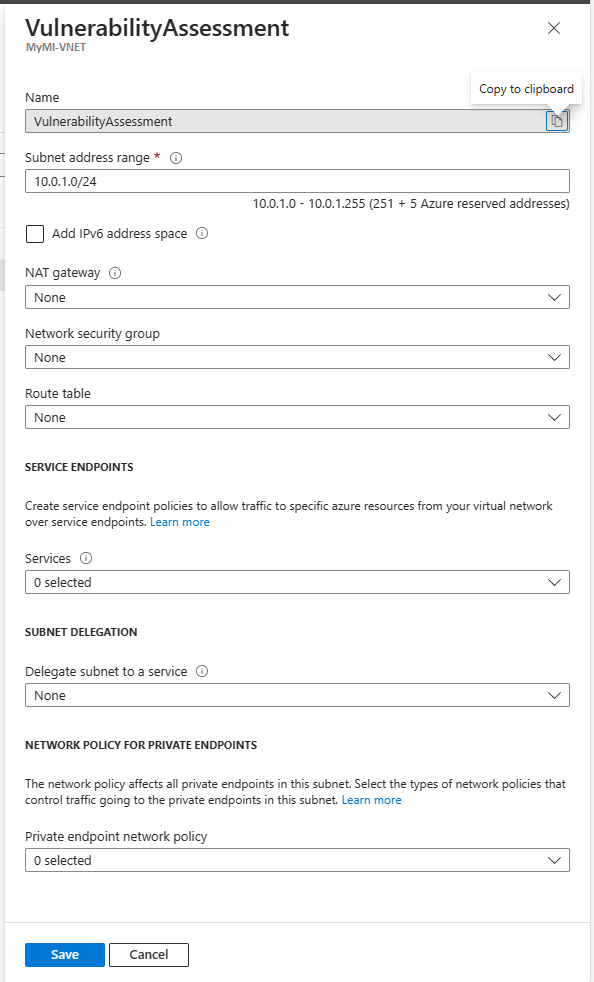 VulnerabilityAssessment
MyMI-VNET
Copy to clipboard
Name
VulnerabilityAssessment
Subnet address range *
10.0.1.0/24
10.0.1.0 - 10.0.1.255 (251 + 5 Azure reserved addresses)
Add IPv6 address space
NAT gateway
None
Network security group
None
Route table
None
SERVICE ENDPOINTS
Create service endpoint policies to allow traffic to specific azure resources from your virtual network
over service endpoints. Learn more
Services
0 selected
SUBNET DELEGATION
Delegate subnet to a service
None
NETWORK POLICY FOR PRIVATE ENDPOINTS
The network policy affects all private endpoints in this subnet. Select the types of network policies that
control traffic going to the private endpoints in this subnet. Learn more
Private endpoint network policy
0 selected
Save Cancel